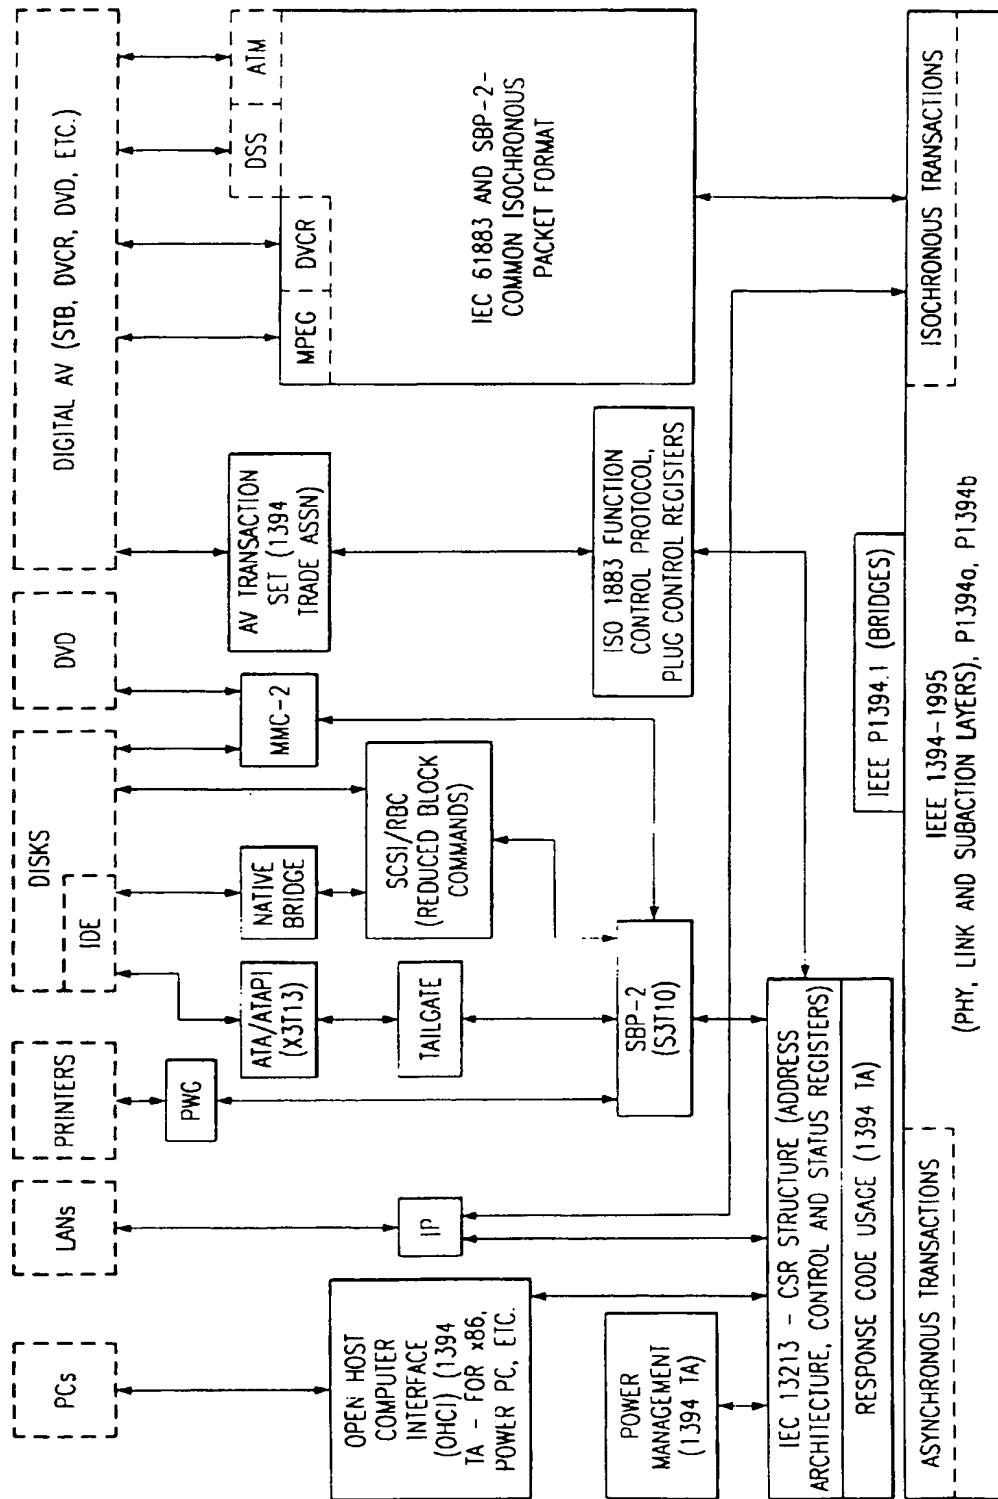 PCs
LANs
PRINTERS
DISKS
IDE
DVD
DIGITAL AV (STB, DVCR, DVD, ETC.)
OPEN HOST
COMPUTER
INTERFACE
(OHCI) (1394
TA - FOR x86,
POWER PC, ETC.
IP
PWG
ATA/ATAPI
(X3T13)
TAILGATE
NATIVE
BRIDGE
SCSI/RBC
(REDUCED BLOCK
COMMANDS)
MMC-2
AV TRANSACTION
SET (1394
TRADE ASSN)
MPEG
DVCR
DSS
ATM
IEC 61883 AND SBP-2-
COMMON ISOCHRONOUS
PACKET FORMAT
POWER
MANAGEMENT
(1394 TA)
SBP-2
(S3T10)
ISO 1883 FUNCTION
CONTROL PROTOCOL,
PLUG CONTROL REGISTERS
IEC 13213 - CSR STRUCTURE (ADDRESS
ARCHITECTURE, CONTROL AND STATUS REGISTERS)
RESPONSE CODE USAGE (1394 TA)
IEEE P1394.1 (BRIDGES)
ASYNCHRONOUS TRANSACTIONS
IEEE 1394-1995
(PHY, LINK AND SUBACTION LAYERS), P1394a, P1394b
ISOCHRONOUS TRANSACTIONS